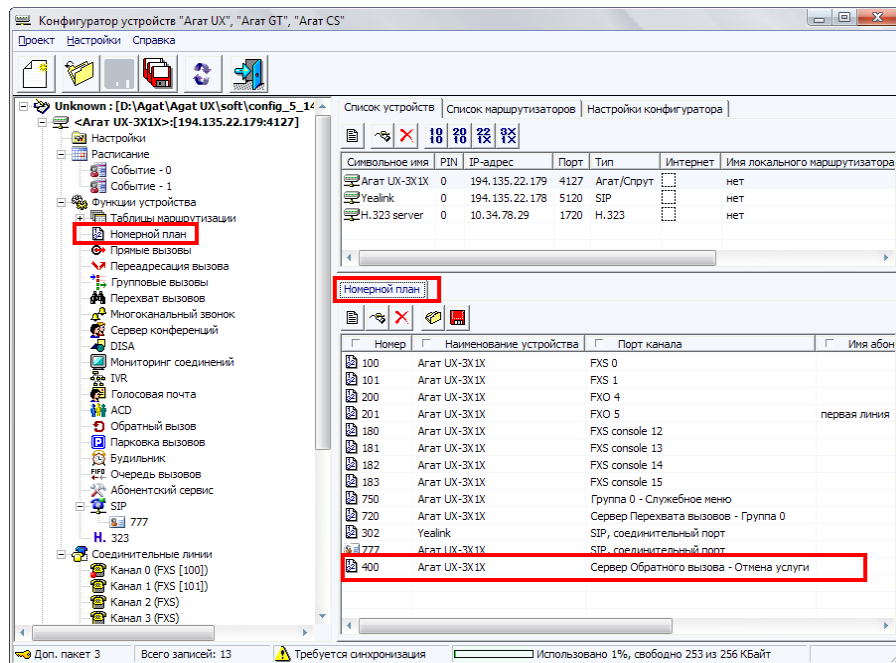 Конфигуратор устройств "Агат UX", "Агат GT", "Агат CS"
Проект Настройки Справка
Unknown : [D:\Agat\Agat UX\soft\config_5_14
<Агат UX-3X1X>:[194.135.22.179:4127]
Настройки
Расписание
Событие - 0
Событие - 1
Функции устройства
Таблицы маршрутизации
Номерной план
Прямые вызовы
Переадресация вызова
Групповые вызовы
Перехват вызовов
Многоканальный звонок
Сервер конференций
DISA
Мониторинг соединений
IVR
Голосовая почта
ACD
Обратный вызов
Парковка вызовов
Будильник
FIFO Очередь вызовов
Абонентский сервис
SIP
777
H. 323
Соединительные линии
Канал 0 (FXS [100])
Канал 1 (FXS [101])
Канал 2 (FXS)
Канал 3 (FXS)
Список устройств Список маршрутизаторов Настройки конфигуратора
Символьное имя PIN IP-адрес Порт Тип Интернет Имя локального маршрутизатора
Агат UX-3X1X 0 194.135.22.179 4127 Агат/Спрут нет
Yealink 0 194.135.22.178 5120 SIP нет
H.323 server 0 10.34.78.29 1720 H.323 нет
Номерной план
Номер Наименование устройства Порт канала Имя абон
100 Агат UX-3X1X FXS 0
101 Агат UX-3X1X FXS 1
200 Агат UX-3X1X FXO 4
201 Агат UX-3X1X FXO 5 первая линия
180 Агат UX-3X1X FXS console 12
181 Агат UX-3X1X FXS console 13
182 Агат UX-3X1X FXS console 14
183 Агат UX-3X1X FXS console 15
750 Агат UX-3X1X Группа 0 - Служебное меню
720 Агат UX-3X1X Сервер Перехвата вызовов - Группа 0
302 Yealink SIP, соединительный порт
777 Агат UX-3X1X SIP, соединительный порт
400 Агат UX-3X1X Сервер Обратного вызова - Отмена услуги
Доп. пакет 3 Всего записей: 13 Требуется синхронизация Использовано 1%, свободно 253 из 256 КБайт